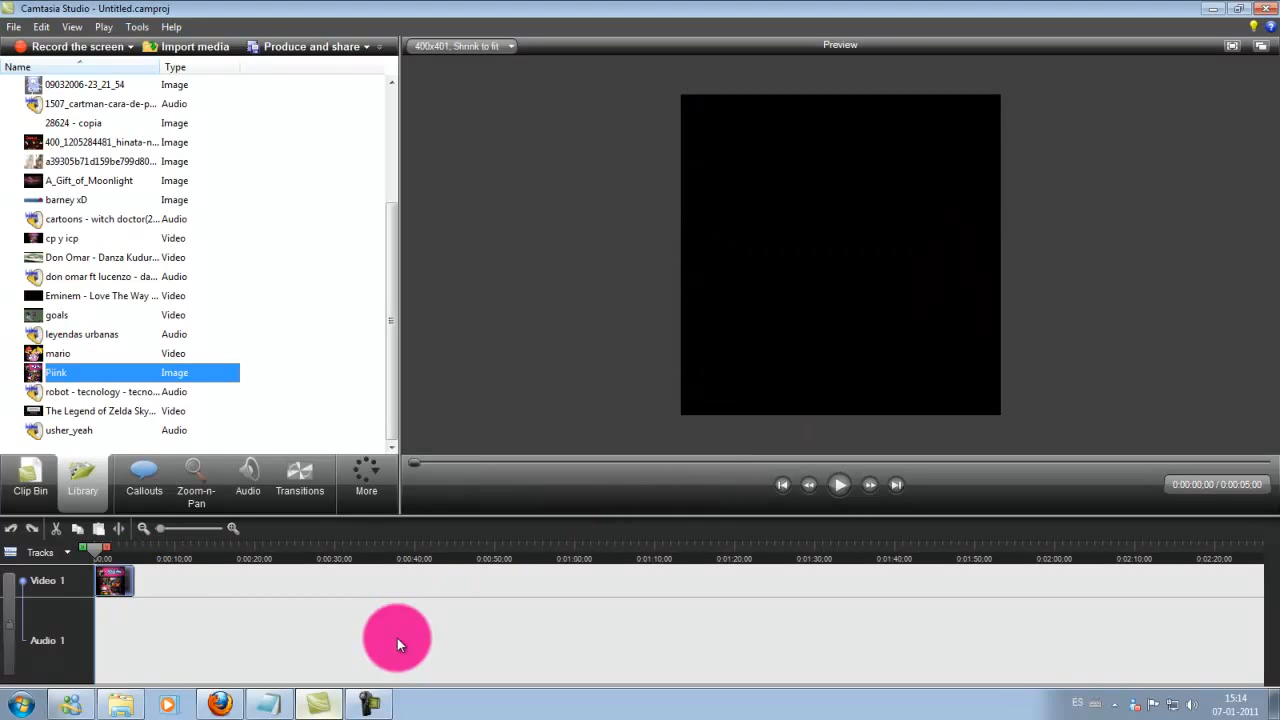 Camtasia Studio - Untitled.camproj
File Edit View Play Tools Help
Record the screen Import media Produce and share
400x401, Shrink to fit
Preview
Name Type
09032006-23_21_54 Image
1507_cartman-cara-de-p... Audio
28624 - copia Image
400_1205284481_hinata-n... Image
a39305b71d159be799d80... Image
A_Gift_of_Moonlight Image
barney xD Image
cartoons - witch doctor(2... Audio
cp y icp Video
Don Omar - Danza Kudur... Video
don omar ft lucenzo - da... Audio
Eminem - Love The Way ... Video
goals Video
leyendas urbanas Audio
mario Video
Piink Image
robot - tecnology - tecno... Audio
The Legend of Zelda Sky... Video
usher_yeah Audio
Clip Bin Library Callouts Zoom-n-Pan Audio Transitions More
0:00:00,00 / 0:00:05,00
Tracks
00;00 0:00:10;00 0:00:20;00 0:00:30;00 0:00:40;00 0:00:50;00 0:01:00;00 0:01:10;00 0:01:20;00 0:01:30;00 0:01:40;00 0:01:50;00 0:02:00;00 0:02:10;00 0:02:20;00
Video 1
Audio 1
ES
15:14
07-01-2011